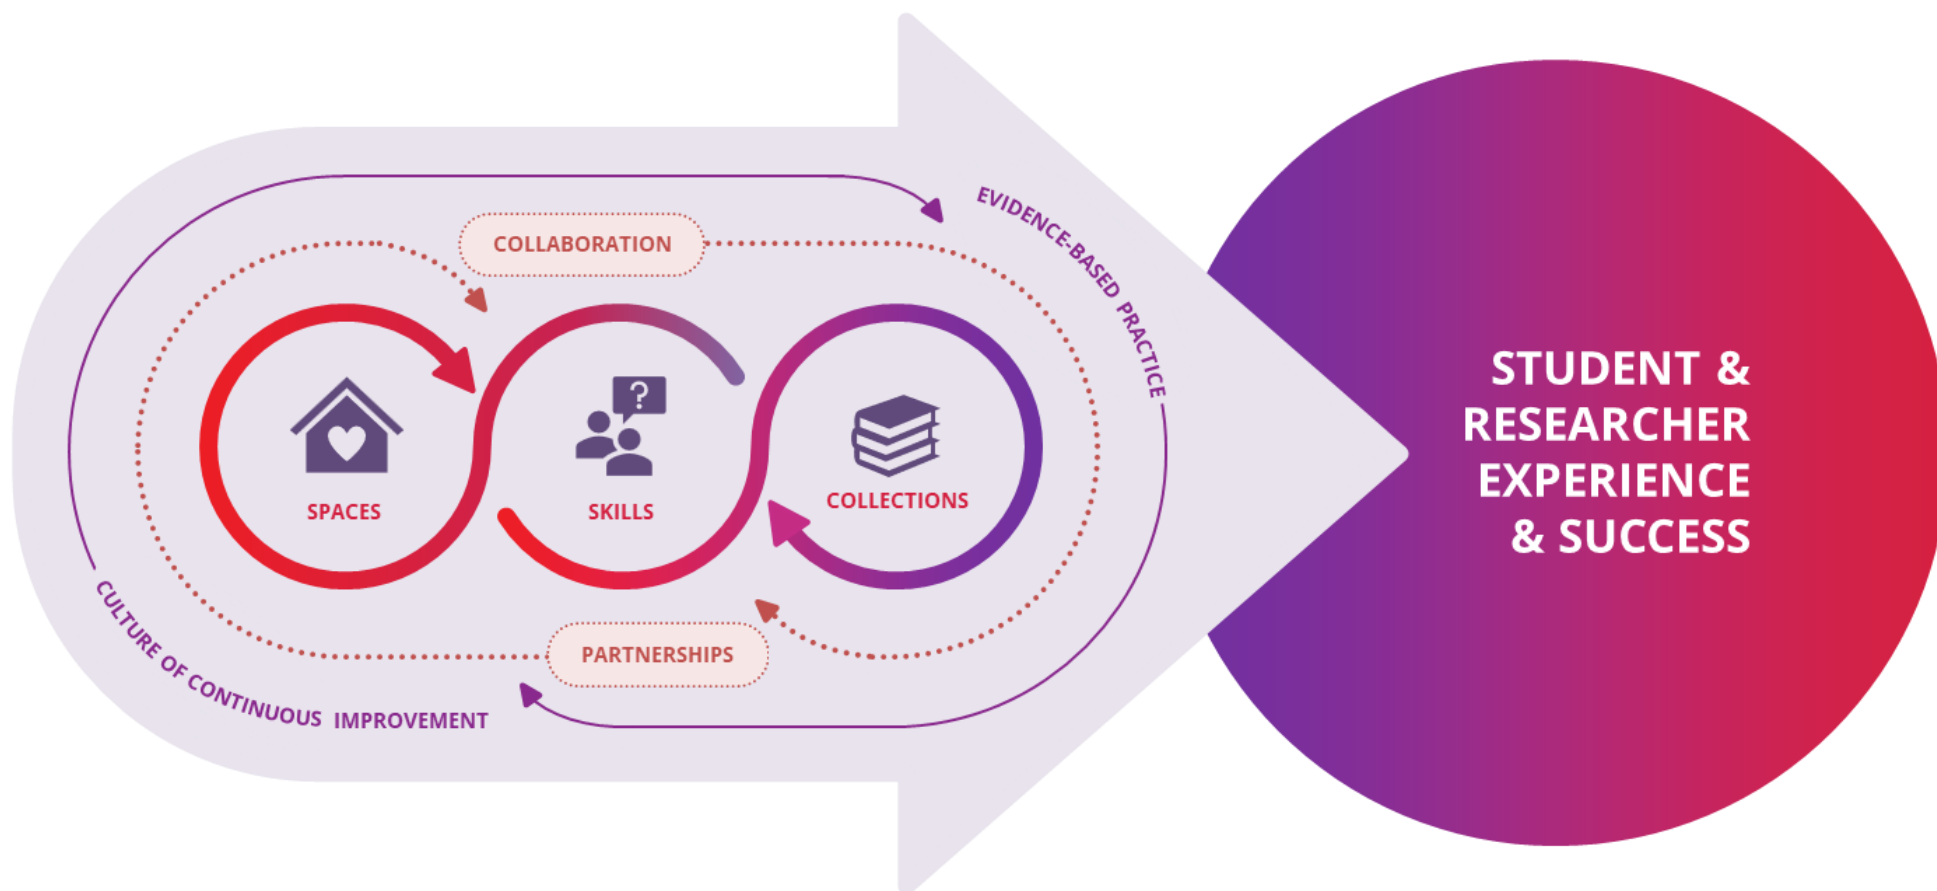 EVIDENCE-BASED PRACTICE
COLLABORATION
SPACES
SKILLS
COLLECTIONS
PARTNERSHIPS
CULTURE OF CONTINUOUS IMPROVEMENT
STUDENT &
RESEARCHER
EXPERIENCE
& SUCCESS
?